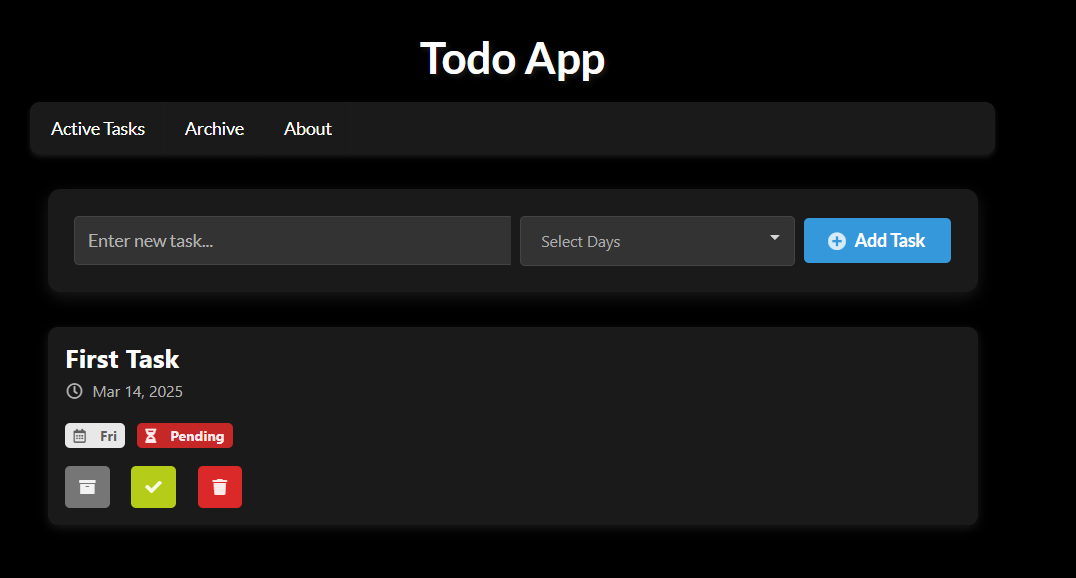 Todo App
Active Tasks Archive About
Enter new task... Select Days Add Task
First Task
Mar 14, 2025
Fri Pending